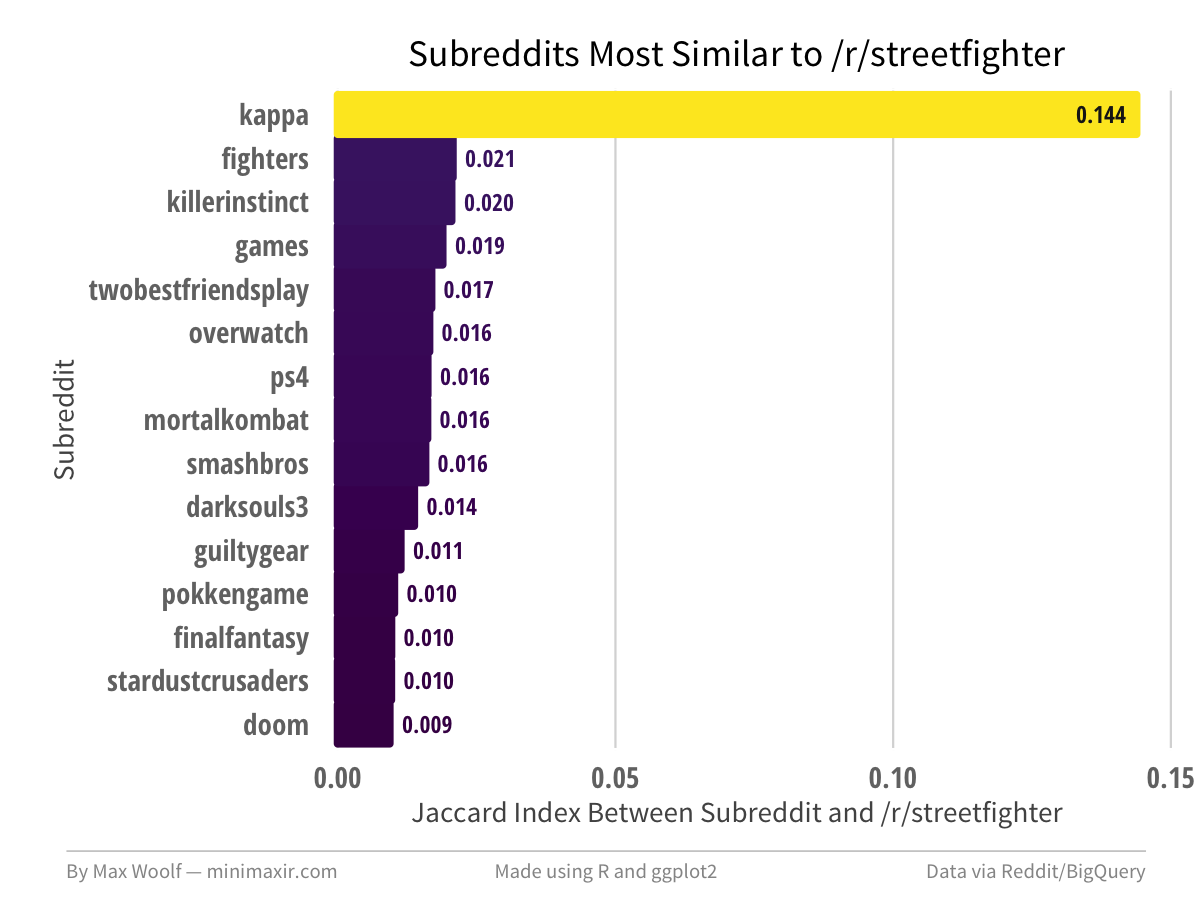 Subreddits Most Similar to /r/streetfighter
kappa 0.144
fighters 0.021
killerinstinct 0.020
games 0.019
twobestfriendsplay 0.017
overwatch 0.016
ps4 0.016
mortalkombat 0.016
smashbros 0.016
darksouls3 0.014
guiltygear 0.011
pokkengame 0.010
finalfantasy 0.010
stardustcrusaders 0.010
doom 0.009
Subreddit
0.00 0.05 0.10 0.15
Jaccard Index Between Subreddit and /r/streetfighter
By Max Woolf — minimaxir.com Made using R and ggplot2 Data via Reddit/BigQuery